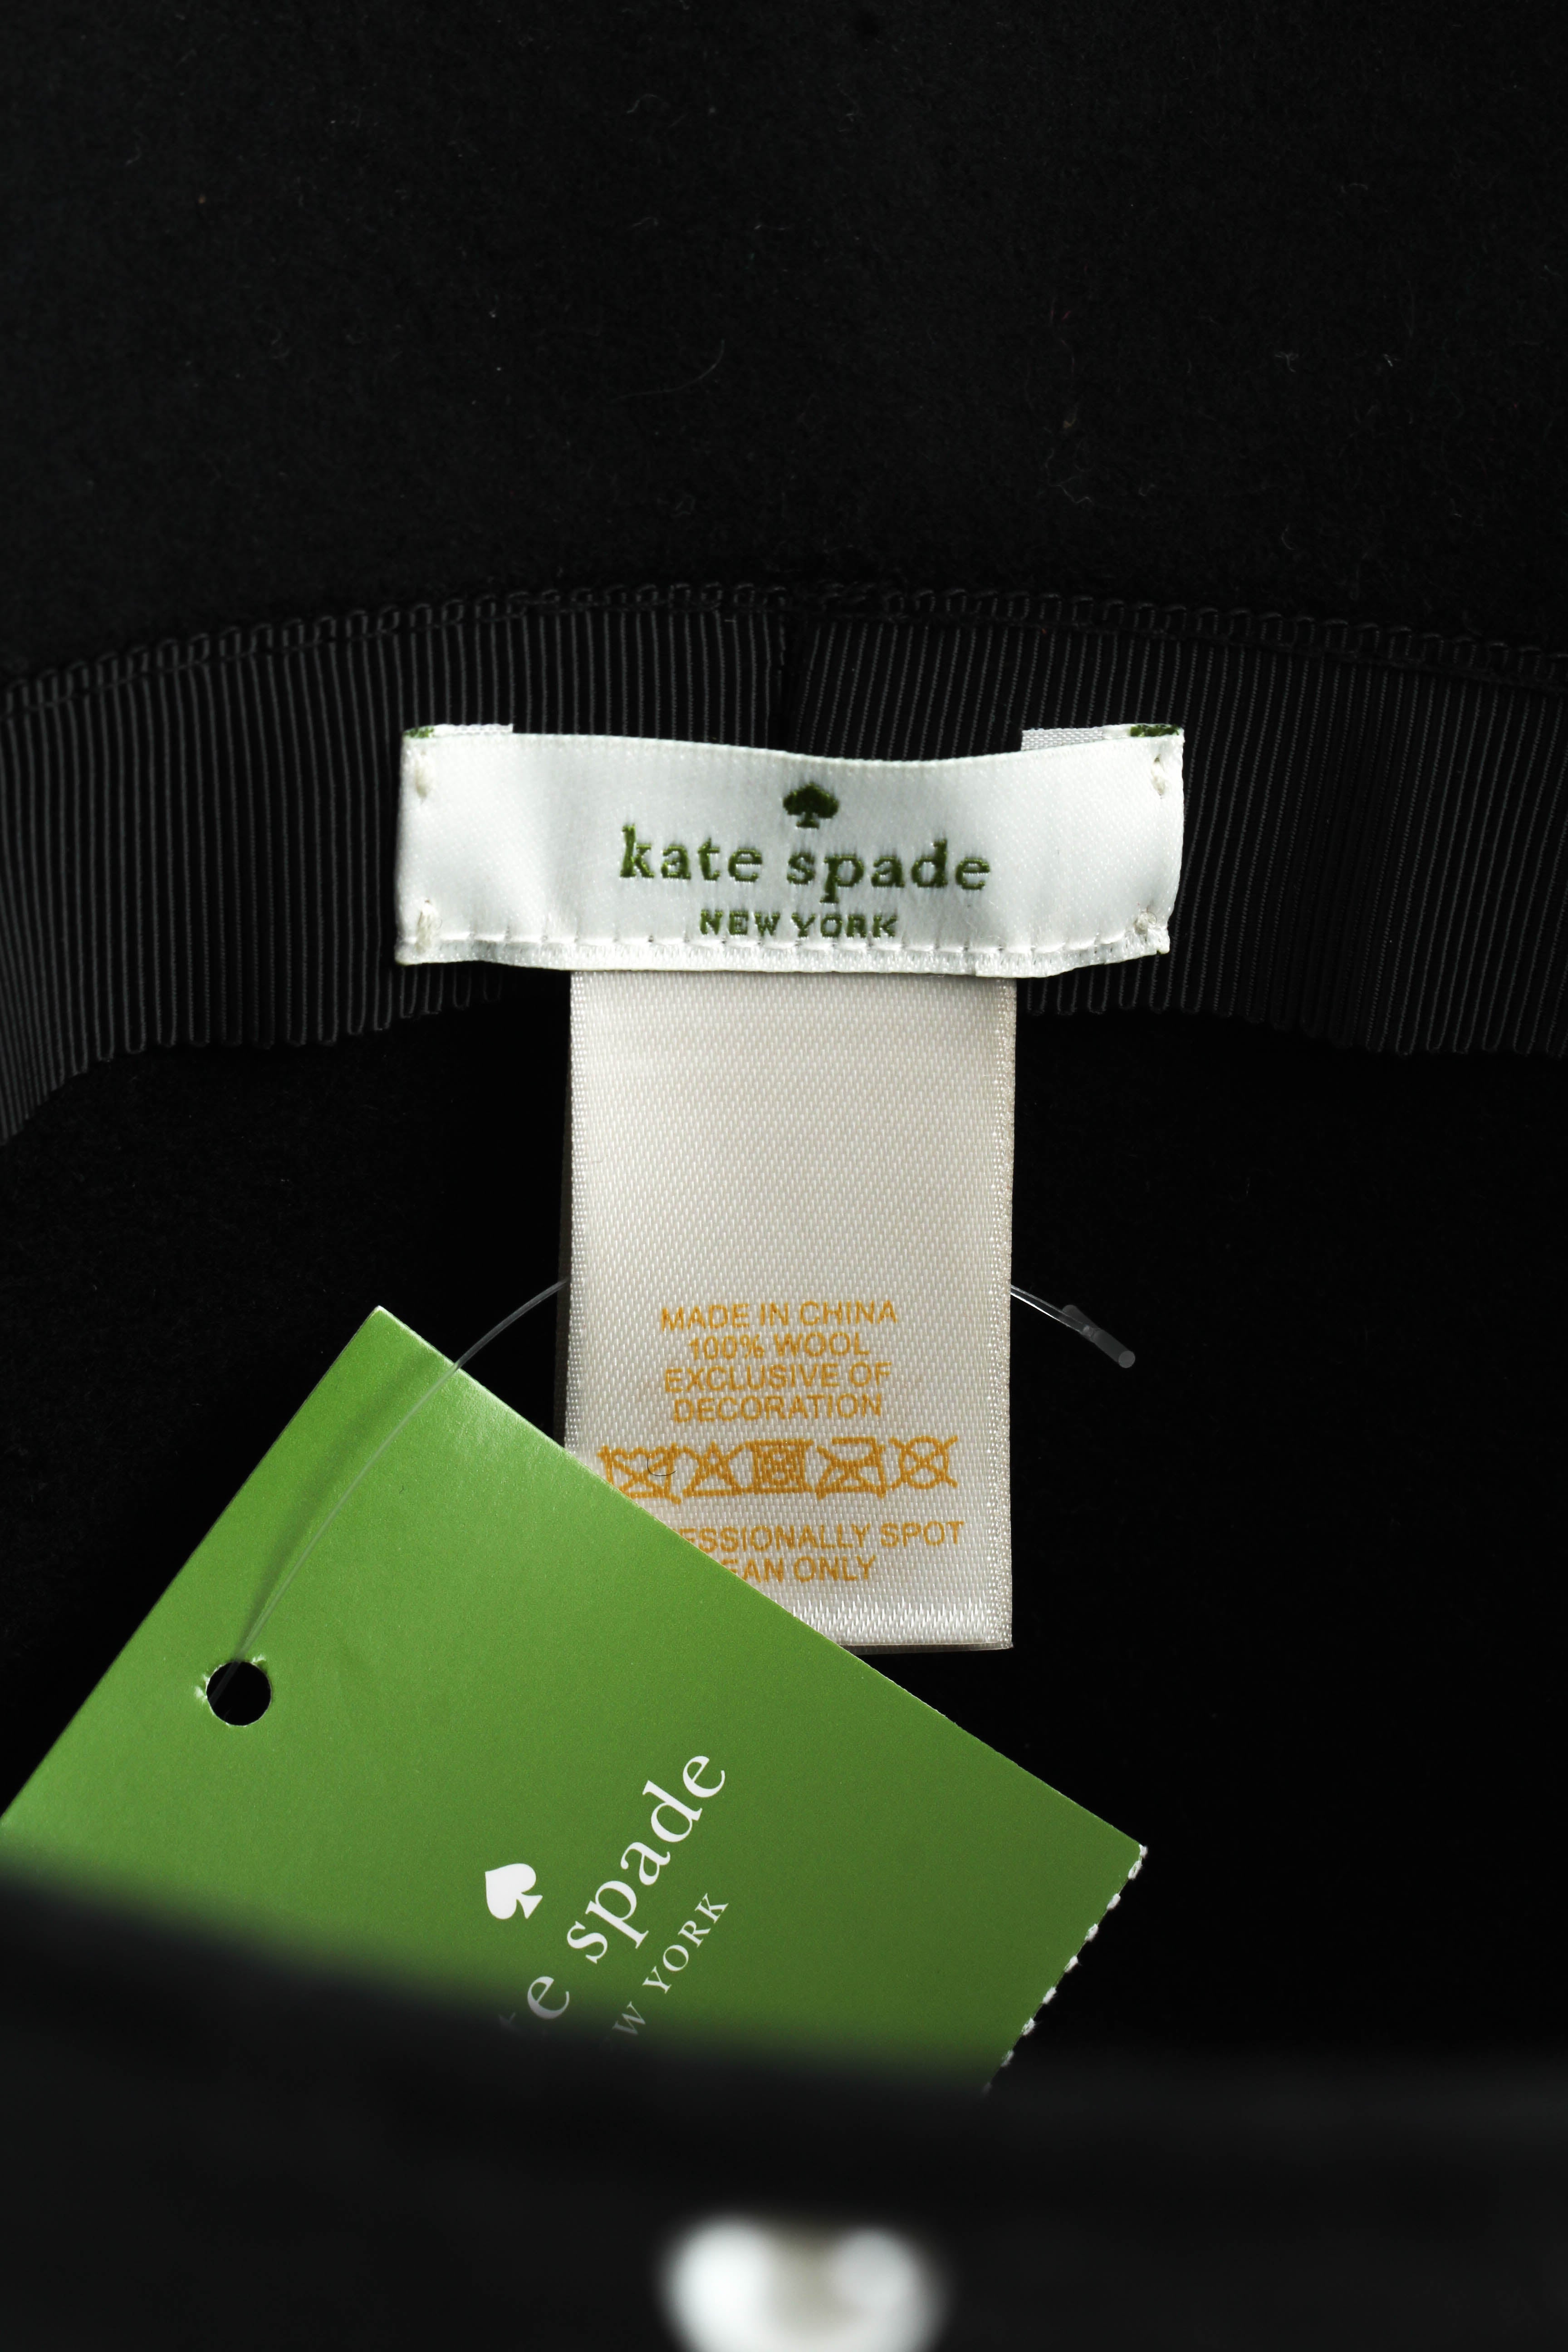 kate spade
NEW YORK
MADE IN CHINA
100% WOOL
EXCLUSIVE OF
DECORATION
SPOT
ONLY
spade
YORK